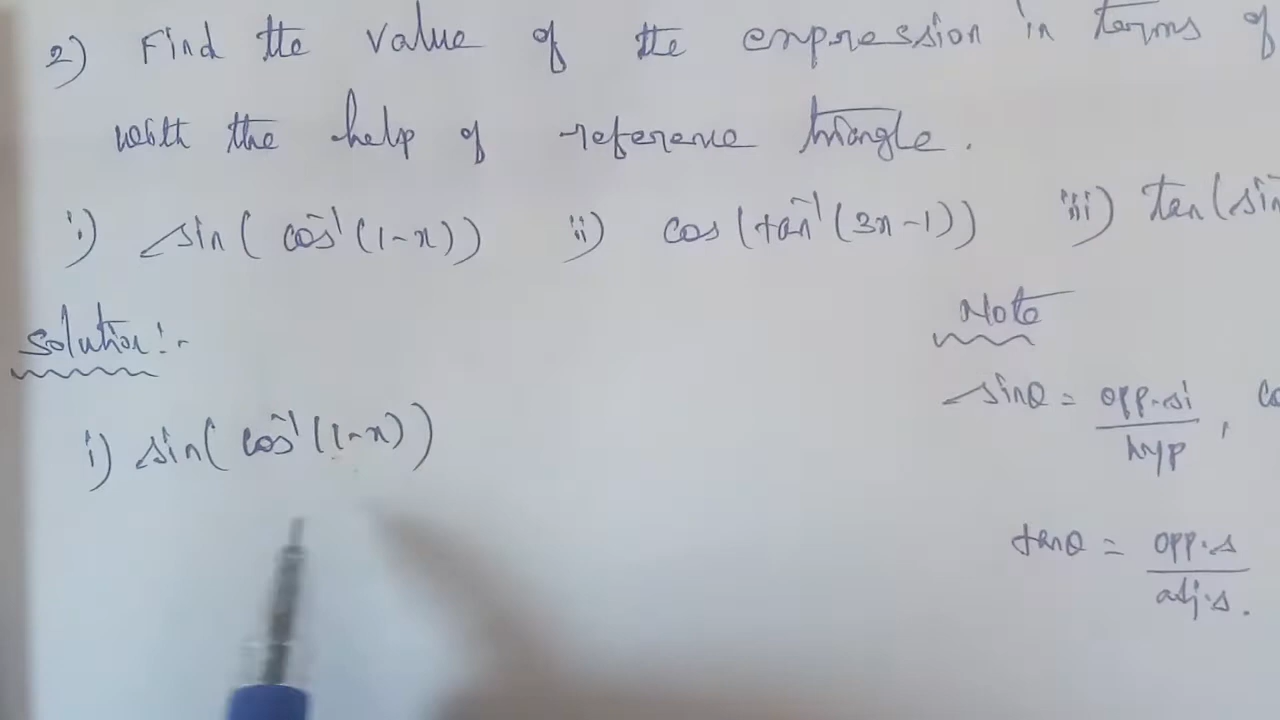 2) Find the value of the expression in terms of
with the help of reference triangle.
i) sin(cos⁻¹(1-x)) ii) cos(tan⁻¹(3x-1)) iii) tan(sin⁻
Solution:-
Note
i) sin(cos⁻¹(1-x))
sinθ = opp.si/hyp, co
tanθ = opp.s/adj.s.